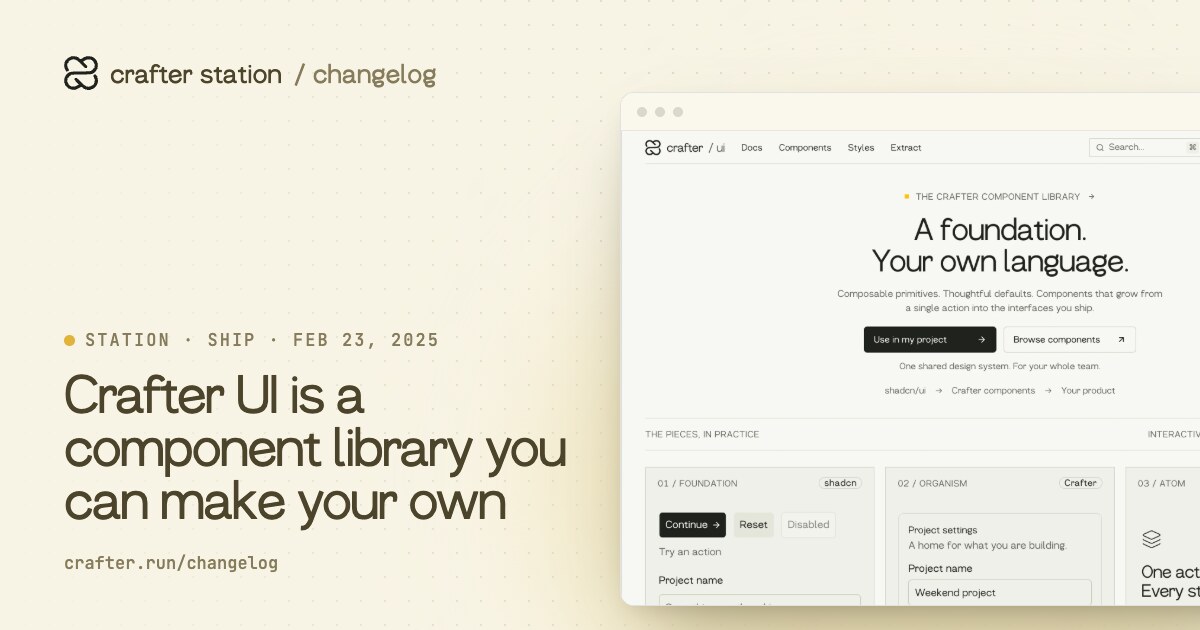 crafter station / changelog
STATION · SHIP · FEB 23, 2025
Crafter UI is a
component library you
can make your own
crafter.run/changelog
crafter / ui Docs Components Styles Extract Search... ⌘
THE CRAFTER COMPONENT LIBRARY →
A foundation.
Your own language.
Composable primitives. Thoughtful defaults. Components that grow from
a single action into the interfaces you ship.
Use in my project → Browse components ↗
One shared design system. For your whole team.
shadcn/ui → Crafter components → Your product
THE PIECES, IN PRACTICE INTERACTIV
01 / FOUNDATION shadcn
Continue → Reset Disabled
Try an action
Project name
02 / ORGANISM Crafter
Project settings
A home for what you are building.
Project name
Weekend project
03 / ATOM
One act
Every st